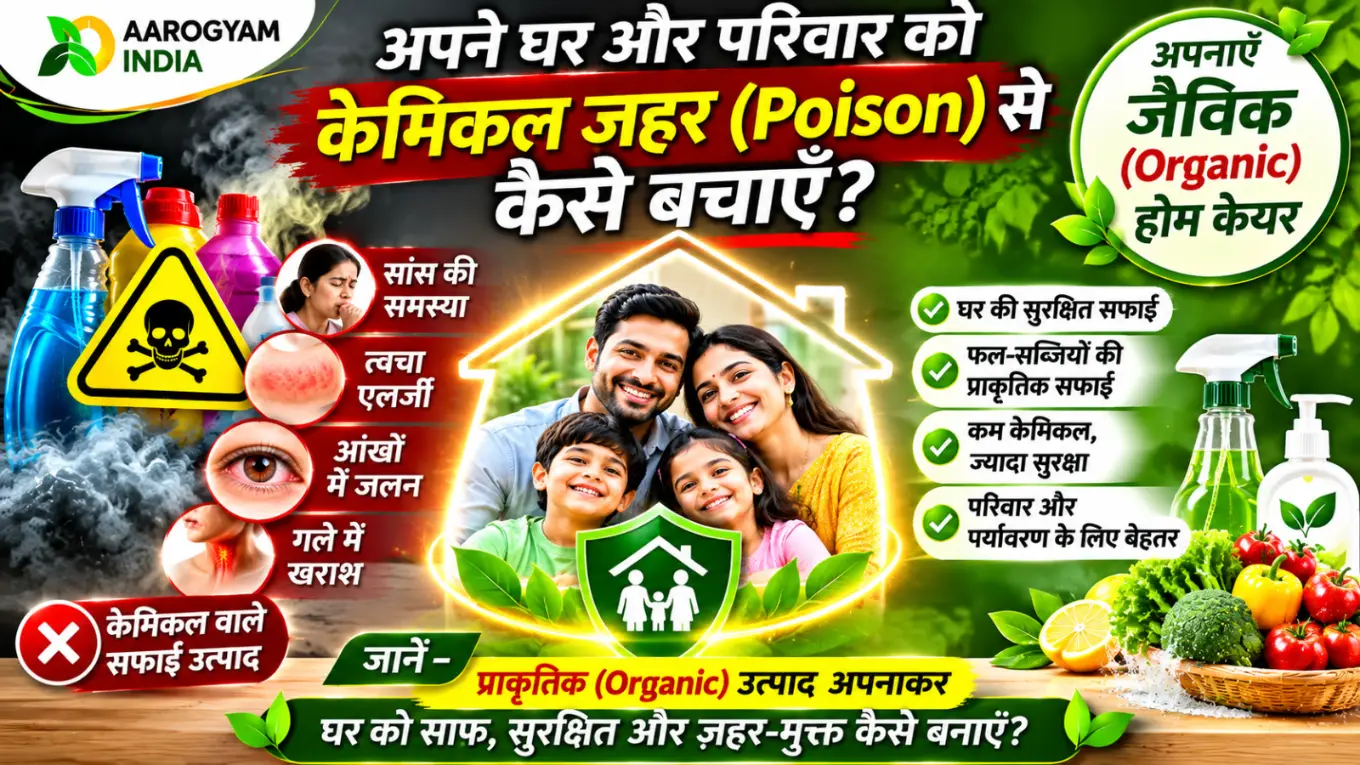 AAROGYAM
INDIA
अपने घर और परिवार को
केमिकल जहर (Poison) से
कैसे बचाएँ?
अपनाएँ
जैविक
(Organic)
होम केयर
सांस की
समस्या
त्वचा
एलर्जी
आंखों
में जलन
गले में
खराश
केमिकल वाले
सफाई उत्पाद
घर की सुरक्षित सफाई
फल-सब्जियों की
प्राकृतिक सफाई
कम केमिकल,
ज्यादा सुरक्षा
परिवार और
पर्यावरण के लिए बेहतर
जानें –
प्राकृतिक (Organic) उत्पाद अपनाकर
घर को साफ, सुरक्षित और ज़हर-मुक्त कैसे बनाएं?